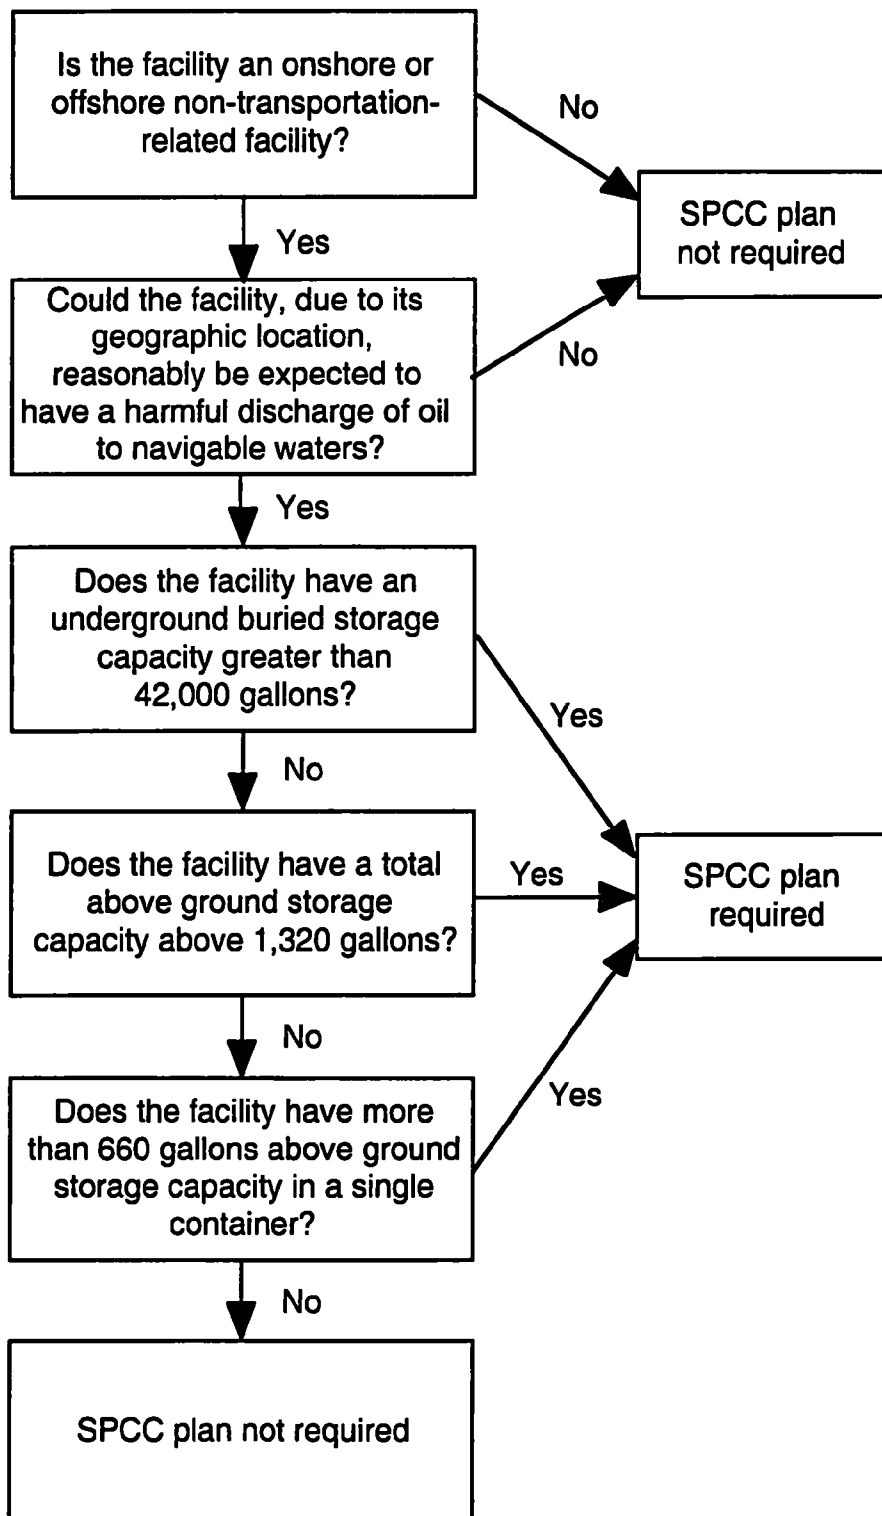 Is the facility an onshore or
offshore non-transportation-
related facility?
No
SPCC plan
not required
Yes
Could the facility, due to its
geographic location,
reasonably be expected to
have a harmful discharge of oil
to navigable waters?
No
Yes
Does the facility have an
underground buried storage
capacity greater than
42,000 gallons?
Yes
No
Does the facility have a total
above ground storage
capacity above 1,320 gallons?
Yes
SPCC plan
required
No
Does the facility have more
than 660 gallons above ground
storage capacity in a single
container?
Yes
No
SPCC plan not required